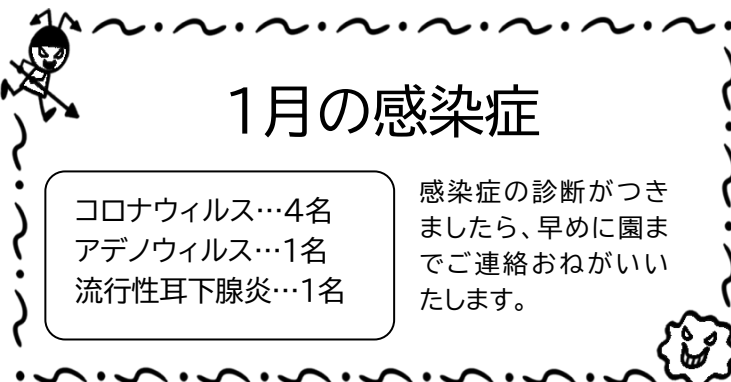 1月の感染症
コロナウィルス…4名
アデノウィルス…1名
流行性耳下腺炎…1名
感染症の診断がつき
ましたら、早めに園ま
でご連絡おねがいい
たします。